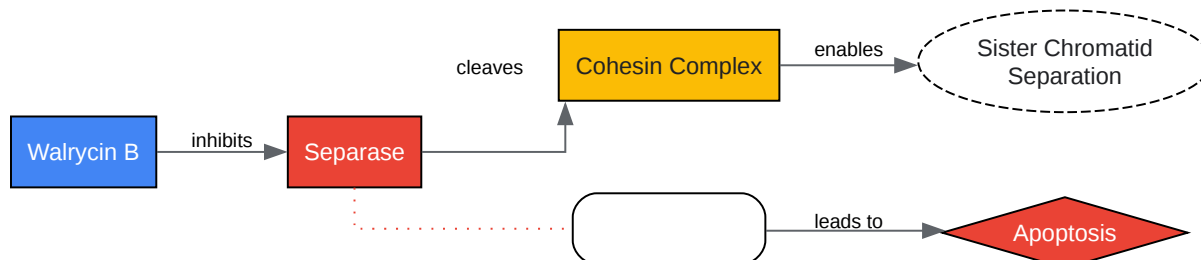 Walrycin B
inhibits
Separase
cleaves
Cohesin Complex
enables
Sister Chromatid
Separation
leads to
Apoptosis